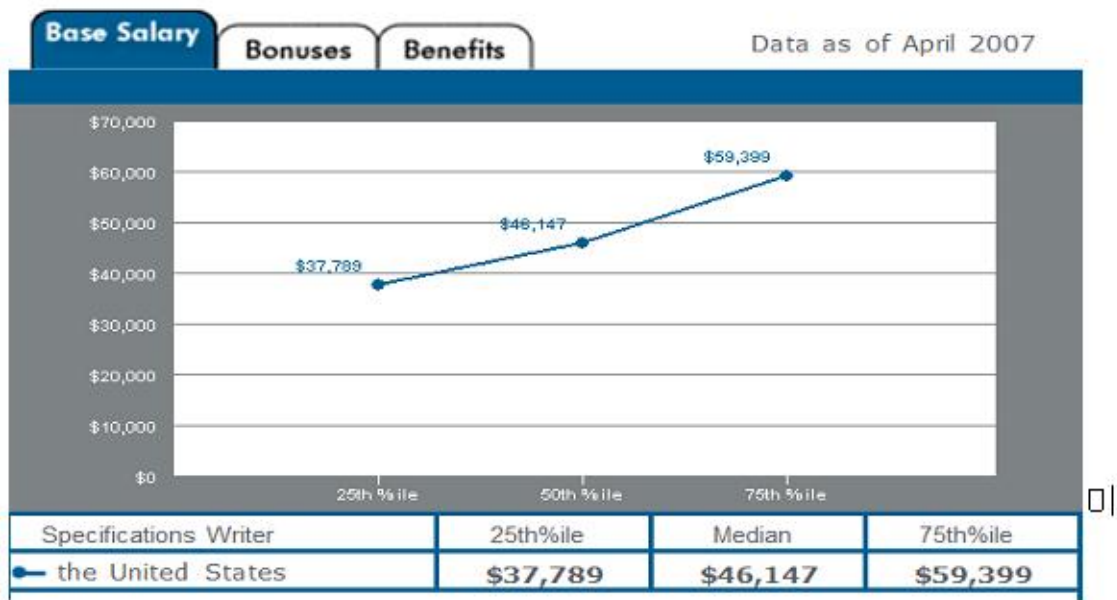 Base Salary Bonuses Benefits Data as of April 2007
$70,000
$60,000
$50,000
$40,000
$30,000
$20,000
$10,000
$0
$59,399
$46,147
$37,789
25th %ile 50th %ile 75th %ile
Specifications Writer 25th%ile Median 75th%ile
the United States $37,789 $46,147 $59,399